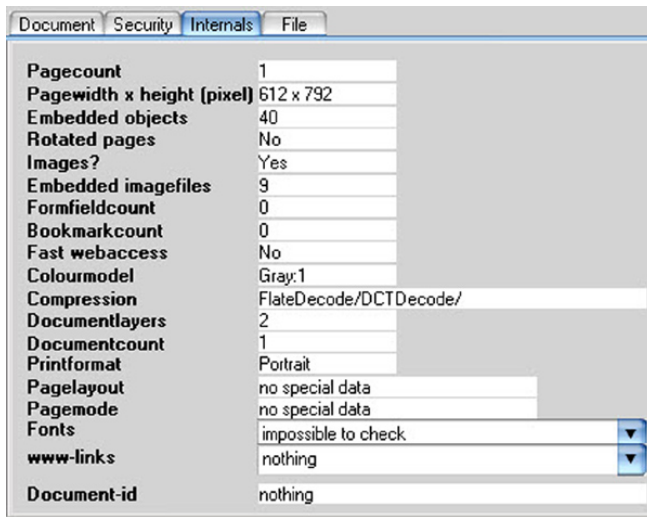 Document Security Internals File
Pagecount 1
Pagewidth x height (pixel) 612 x 792
Embedded objects 40
Rotated pages No
Images? Yes
Embedded imagefiles 9
Formfieldcount 0
Bookmarkcount 0
Fast webaccess No
Colourmodel Gray:1
Compression FlateDecode/DCTDecode/
Documentlayers 2
Documentcount 1
Printformat Portrait
Pagelayout no special data
Pagemode no special data
Fonts impossible to check
www-links nothing
Document-id nothing